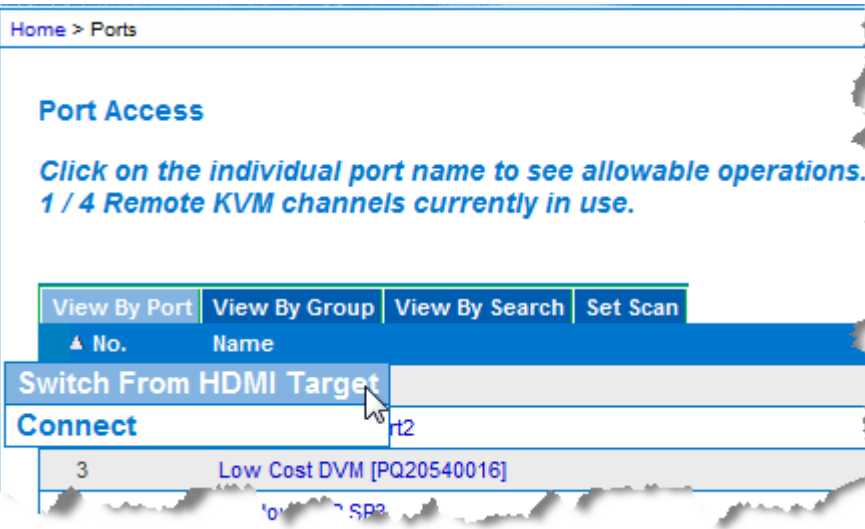 Home > Ports
Port Access
Click on the individual port name to see allowable operations.
1 / 4 Remote KVM channels currently in use.
View By Port View By Group View By Search Set Scan
▲ No. Name
Switch From HDMI Target
Connect
rt2
3 Low Cost DVM [PQ20540016]